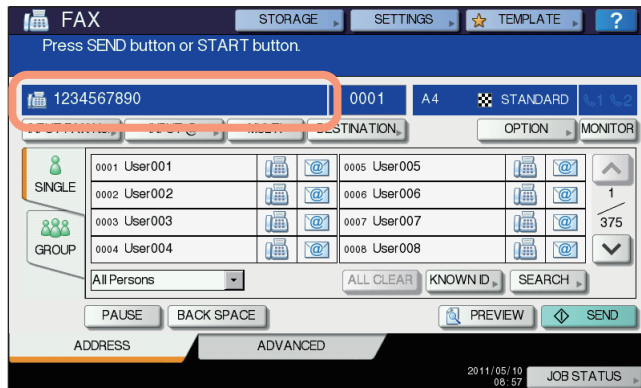 FAX STORAGE SETTINGS TEMPLATE ?
Press SEND button or START button.
1234567890 0001 A4 STANDARD 1 2
DESTINATION OPTION MONITOR
SINGLE
GROUP
0001 User001 0005 User005
0002 User002 0006 User006
0003 User003 0007 User007
0004 User004 0008 User008
1
375
All Persons ALL CLEAR KNOWN ID SEARCH
PAUSE BACK SPACE PREVIEW SEND
ADDRESS ADVANCED
2011/05/10
08:57 JOB STATUS